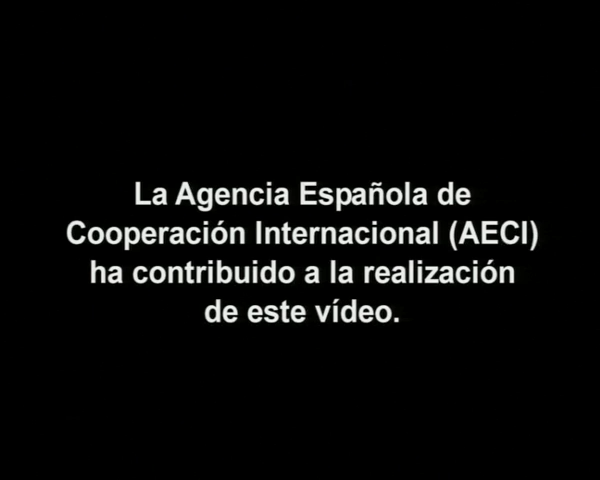 La Agencia Española de
Cooperación Internacional (AECI)
ha contribuido a la realización
de este vídeo.